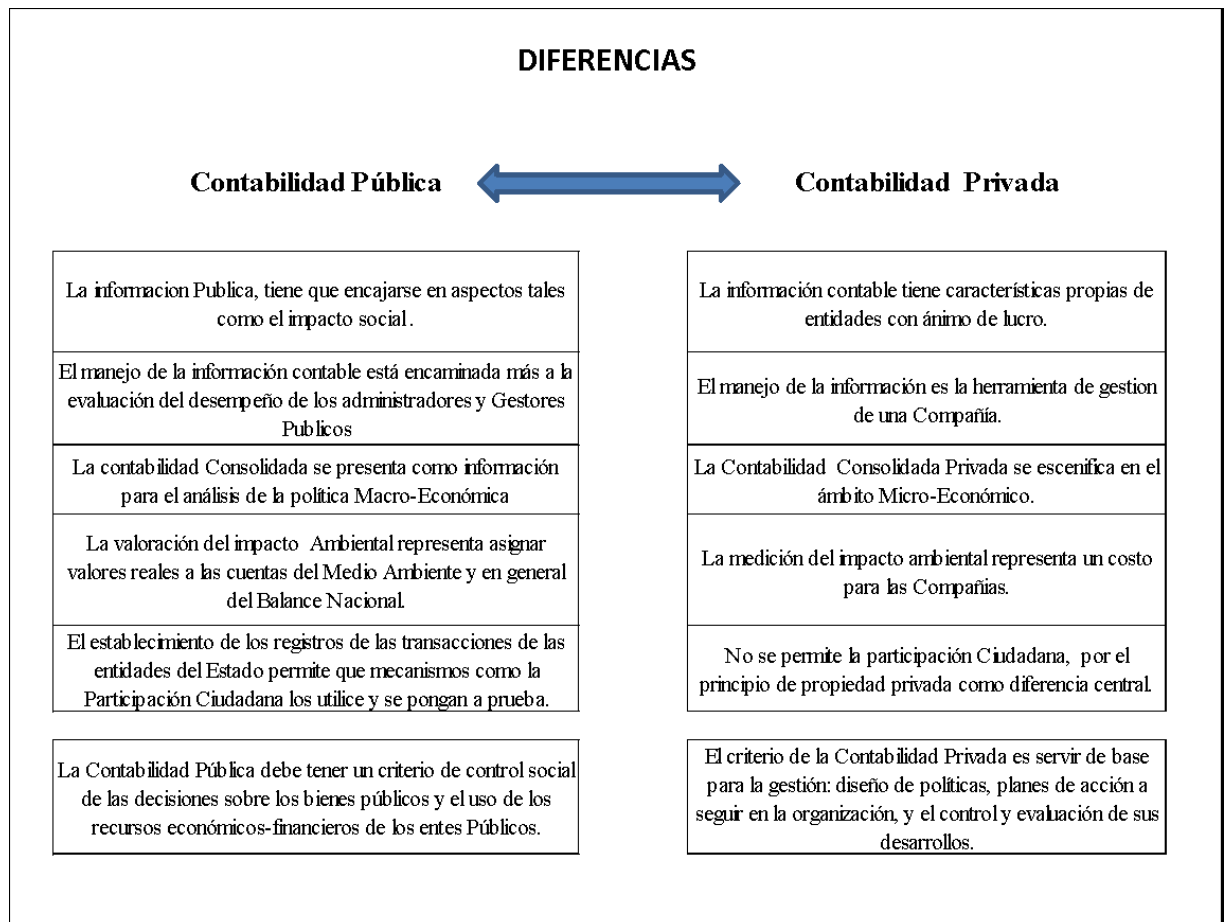 DIFERENCIAS
Contabilidad Pública
Contabilidad Privada
La informacion Publica, tiene que encajarse en aspectos tales
como el impacto social.
La información contable tiene características propias de
entidades con ánimo de lucro.
El manejo de la información contable está encaminada más a la
evaluación del desempeño de los administradores y Gestores
Publicos
El manejo de la información es la herramienta de gestion
de una Compañía.
La contabilidad Consolidada se presenta como información
para el análisis de la política Macro-Económica
La Contabilidad Consolidada Privada se escenifica en el
ámbito Micro-Económico.
La valoración del impacto Ambiental representa asignar
valores reales a las cuentas del Medio Ambiente y en general
del Balance Nacional.
La medición del impacto ambiental representa un costo
para las Compañias.
El establecimiento de los registros de las transacciones de las
entidades del Estado permite que mecanismos como la
Participación Ciudadana los utilice y se pongan a prueba.
No se permite la participación Ciudadana, por el
principio de propiedad privada como diferencia central.
La Contabilidad Pública debe tener un criterio de control social
de las decisiones sobre los bienes públicos y el uso de los
recursos económicos-financieros de los entes Públicos.
El criterio de la Contabilidad Privada es servir de base
para la gestión: diseño de políticas, planes de acción a
seguir en la organización, y el control y evaluación de sus
desarrollos.